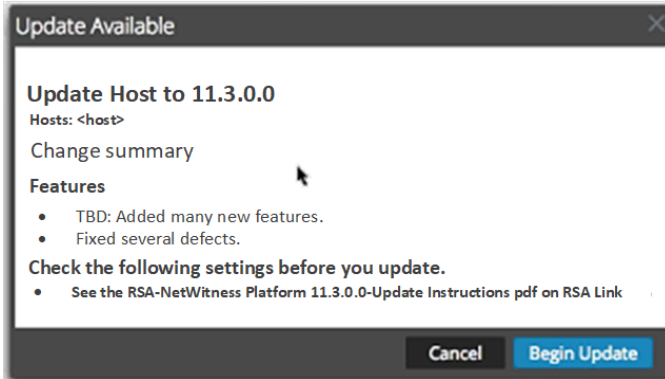 Update Available
Update Host to 11.3.0.0
Hosts: <host>
Change summary
Features
• TBD: Added many new features.
• Fixed several defects.
Check the following settings before you update.
• See the RSA-NetWitness Platform 11.3.0.0-Update Instructions pdf on RSA Link
Cancel Begin Update